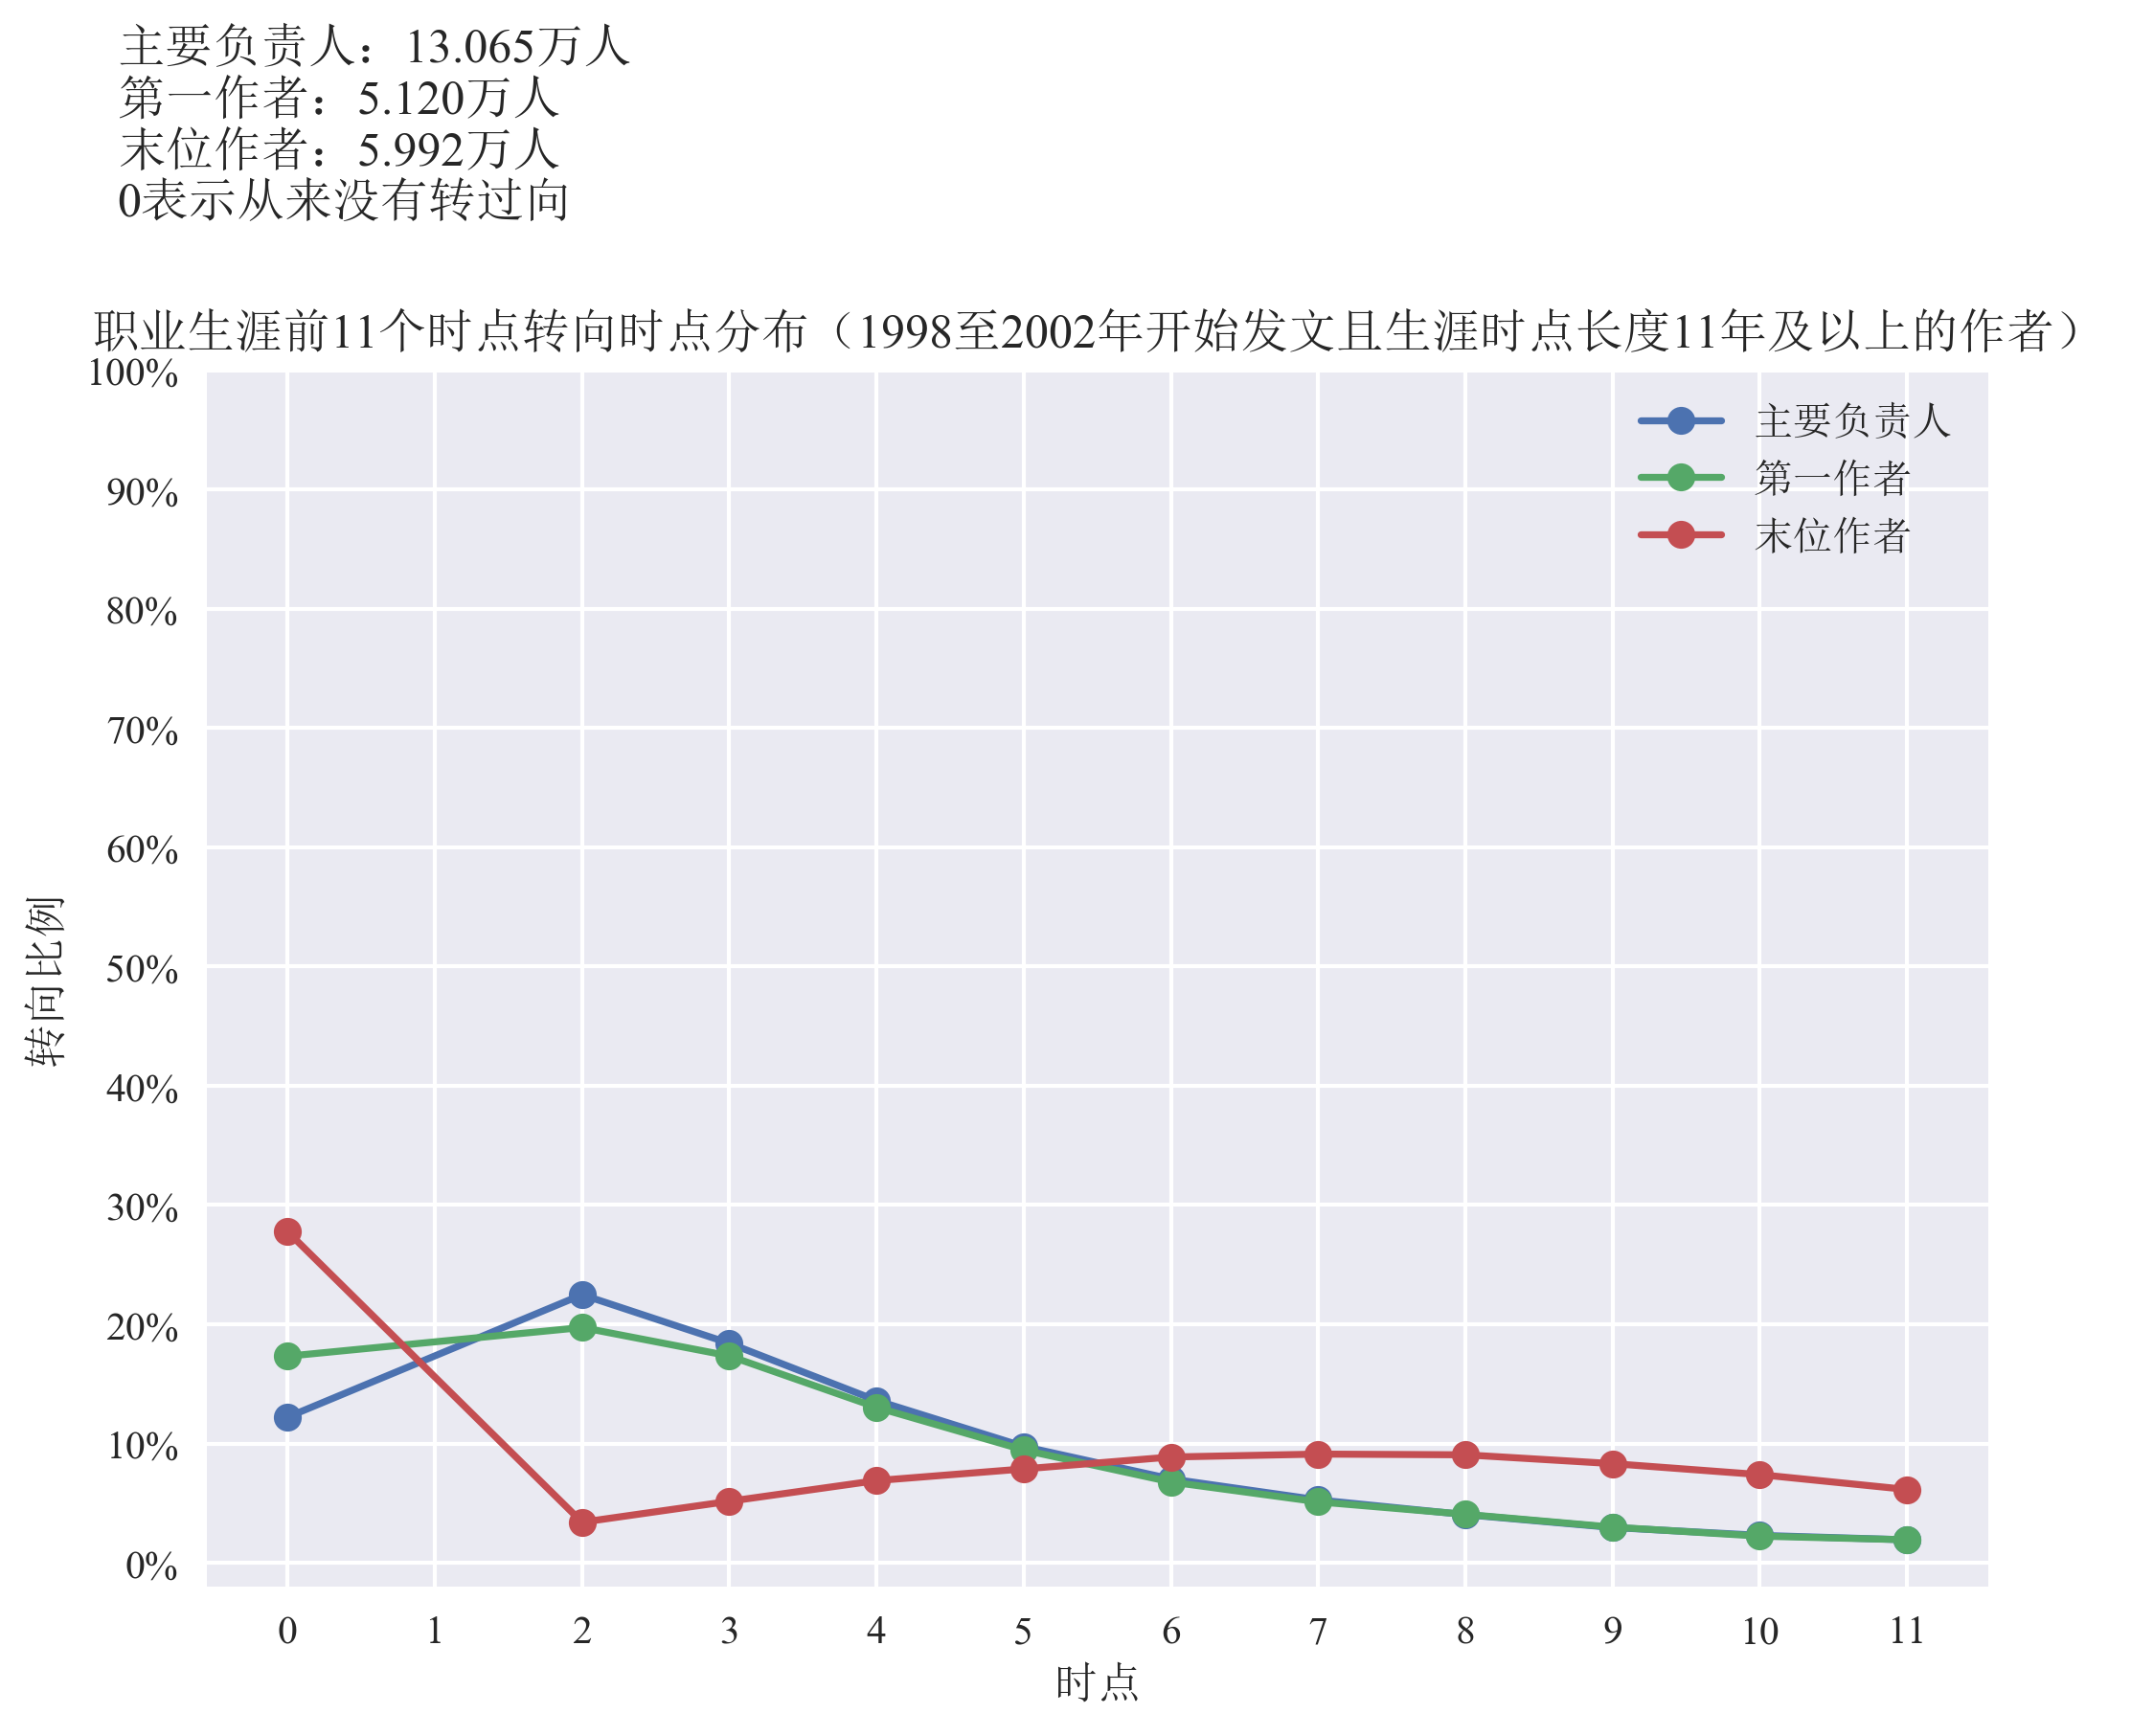 主要负责人：13.065万人
第一作者：5.120万人
末位作者：5.992万人
0表示从来没有转过向
职业生涯前11个时点转向时点分布（1998至2002年开始发文且生涯时点长度11年及以上的作者）
100%
90%
80%
70%
60%
50%
40%
30%
20%
10%
0%
转向比例
主要负责人
第一作者
末位作者
0 1 2 3 4 5 6 7 8 9 10 11
时点